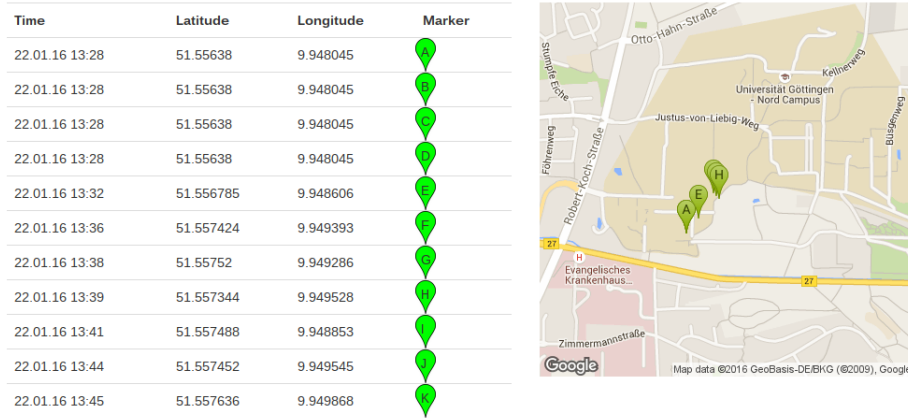 Time Latitude Longitude Marker
22.01.16 13:28 51.55638 9.948045 A
22.01.16 13:28 51.55638 9.948045 B
22.01.16 13:28 51.55638 9.948045 C
22.01.16 13:28 51.55638 9.948045 D
22.01.16 13:32 51.556785 9.948606 E
22.01.16 13:36 51.557424 9.949393 F
22.01.16 13:38 51.55752 9.949286 G
22.01.16 13:39 51.557344 9.949528 H
22.01.16 13:41 51.557488 9.948853 I
22.01.16 13:44 51.557452 9.949545 J
22.01.16 13:45 51.557636 9.949868 K
Otto-Hahn-Straße
Stumpfe Eiche
Kellnerweg
Universität Göttingen
- Nord Campus
Justus-von-Liebig-Weg
Büsgenweg
Föhrenweg
Robert-Koch-Straße
H
E
A
27
H
Evangelisches
Krankenhaus...
27
Zimmermannstraße
Google
Map data ©2016 GeoBasis-DE/BKG (©2009), Google